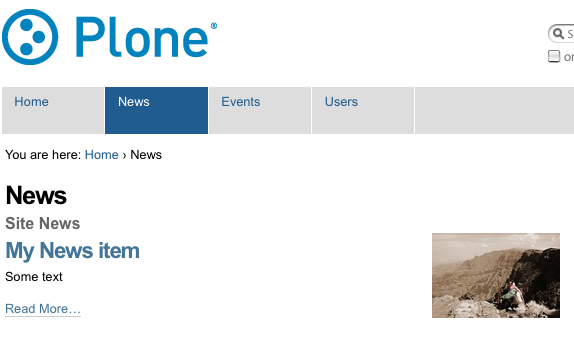 Plone®
Home
News
Events
Users
You are here: Home › News
News
Site News
My News item
Some text
Read More…